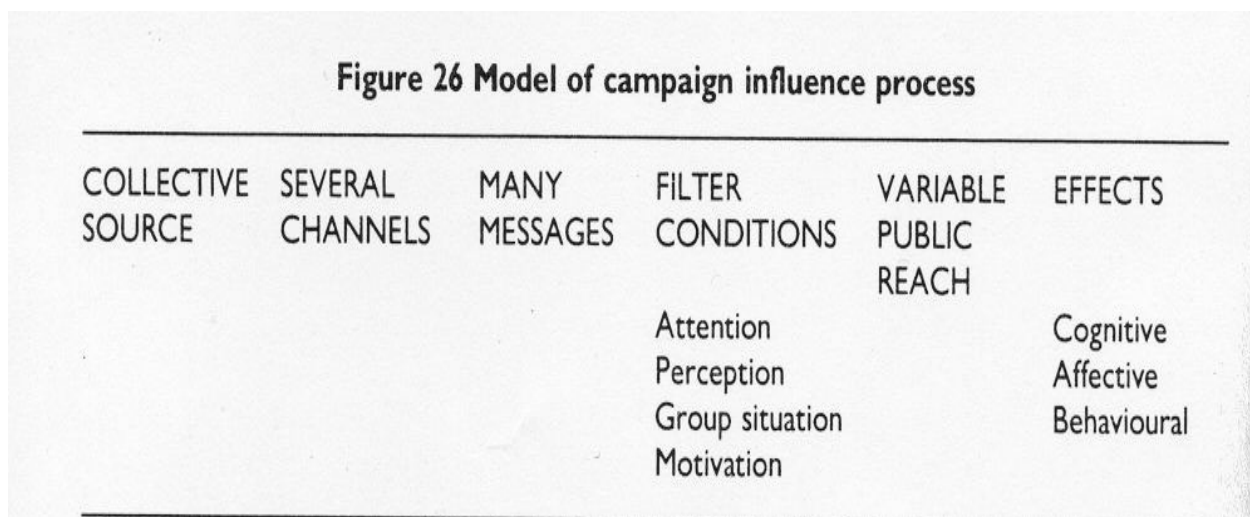 Figure 26 Model of campaign influence process
COLLECTIVE SEVERAL MANY FILTER VARIABLE EFFECTS
SOURCE CHANNELS MESSAGES CONDITIONS PUBLIC
REACH
Attention Cognitive
Perception Affective
Group situation Behavioural
Motivation